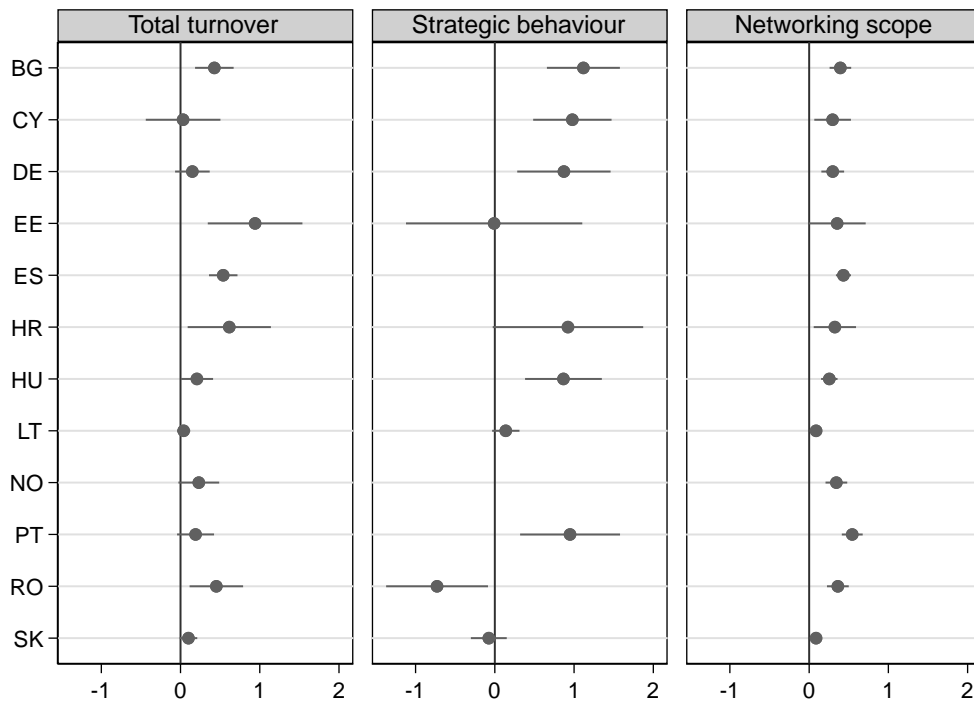 Total turnover Strategic behaviour Networking scope
BG
CY
DE
EE
ES
HR
HU
LT
NO
PT
RO
SK
-1 0 1 2 -1 0 1 2 -1 0 1 2